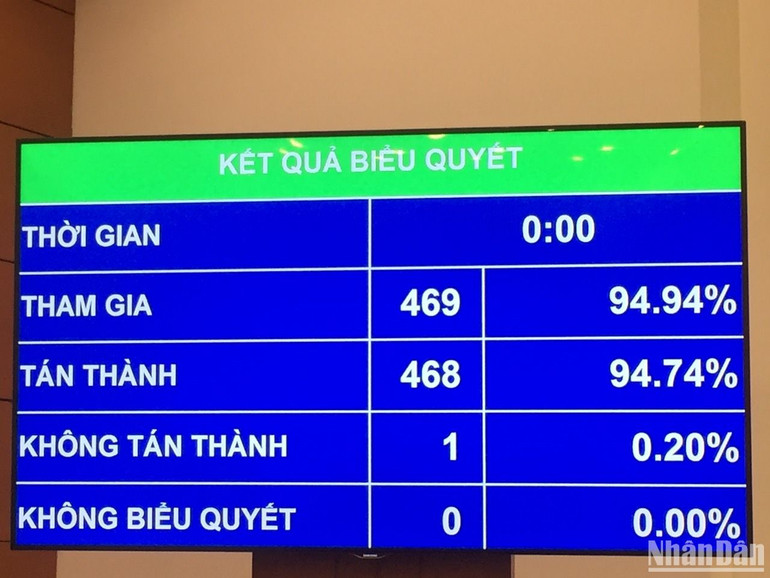 KẾT QUẢ BIỂU QUYẾT
THỜI GIAN 0:00
THAM GIA 469 94.94%
TÁN THÀNH 468 94.74%
KHÔNG TÁN THÀNH 1 0.20%
KHÔNG BIỂU QUYẾT 0 0.00%
SAMSUNG
NhânDân